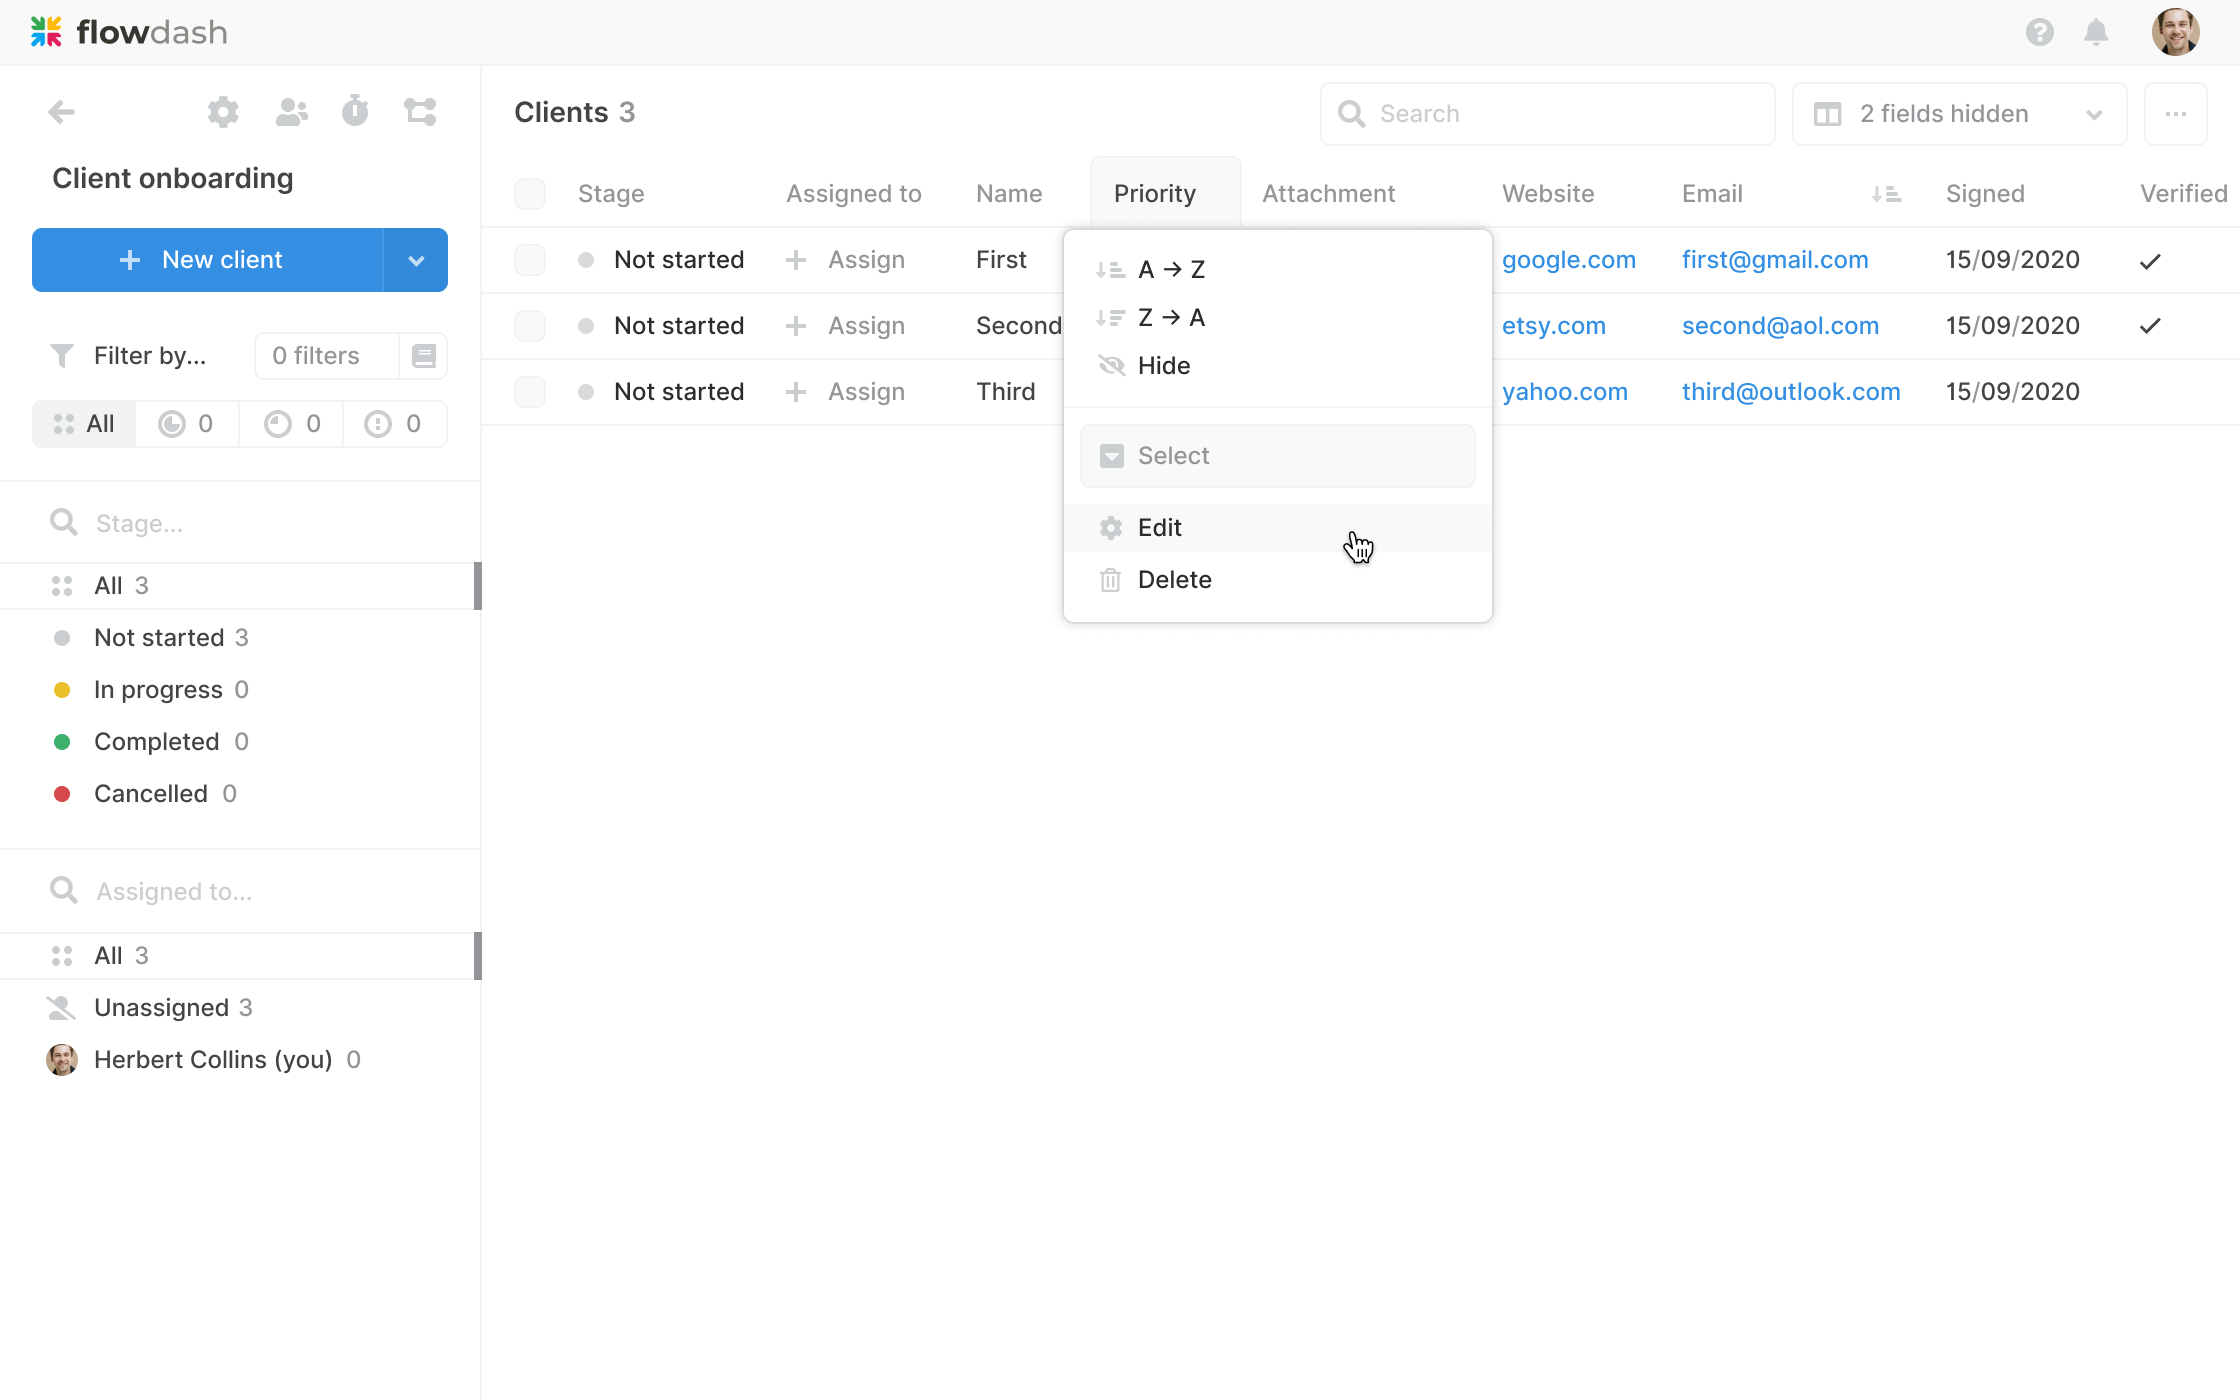 flowdash
Client onboarding
New client
Filter by...
0 filters
All 0 0 0
Stage...
All 3
Not started 3
In progress 0
Completed 0
Cancelled 0
Assigned to...
All 3
Unassigned 3
Herbert Collins (you) 0
Clients 3
Search
2 fields hidden
Stage Assigned to Name Priority Attachment Website Email Signed Verified
Not started Assign First google.com first@gmail.com 15/09/2020
Not started Assign Second etsy.com second@aol.com 15/09/2020
Not started Assign Third yahoo.com third@outlook.com 15/09/2020
A → Z
Z → A
Hide
Select
Edit
Delete